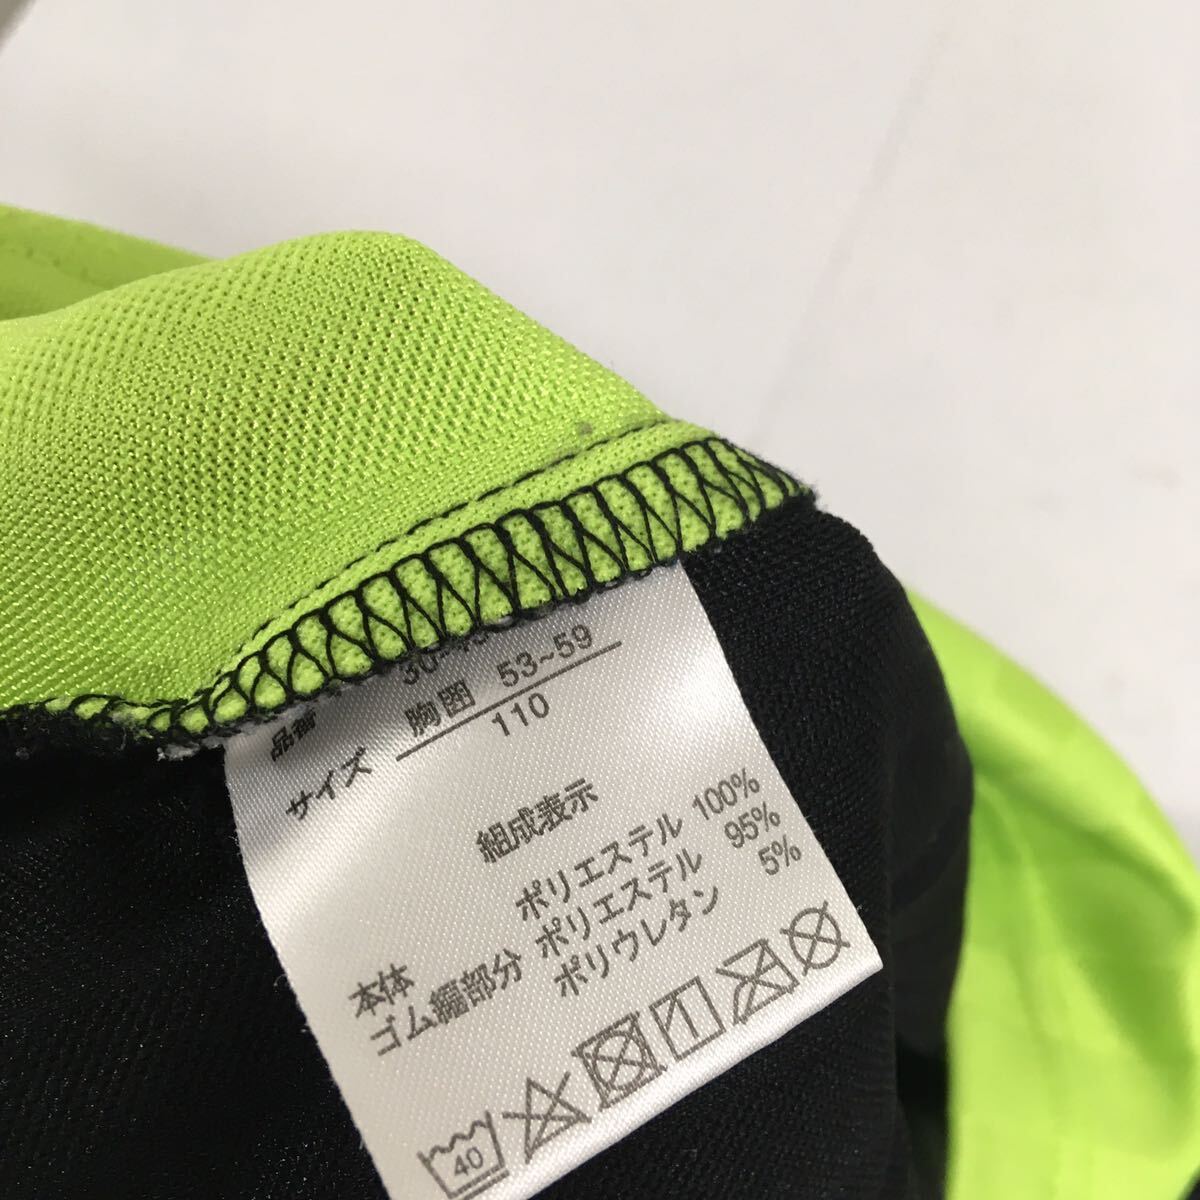 品番
サイズ 胸囲 53~59
110
組成表示
本体 ポリエステル 100%
ゴム編部分 ポリエステル 95%
ポリウレタン 5%
40